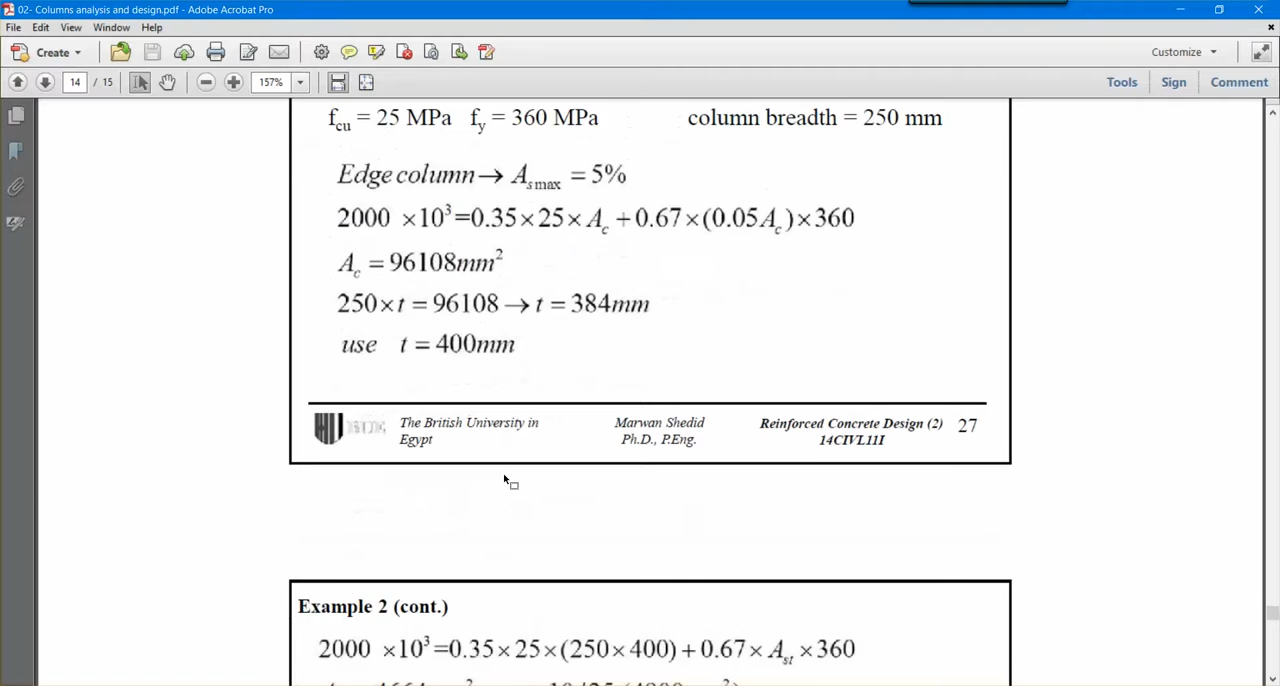 02- Columns analysis and design.pdf - Adobe Acrobat Pro
File Edit View Window Help
Create Customize
14 / 15 157% Tools Sign Comment
f_cu = 25 MPa f_y = 360 MPa column breadth = 250 mm
Edge column → A_s max = 5%
2000 ×10³=0.35×25×A_c +0.67×(0.05A_c)×360
A_c = 96108mm²
250×t = 96108 → t = 384mm
use t = 400mm
The British University in
Egypt
Marwan Shedid
Ph.D., P.Eng.
Reinforced Concrete Design (2)
14CIVL11I
27
Example 2 (cont.)
2000 ×10³=0.35×25×(250×400)+0.67×A_st×360